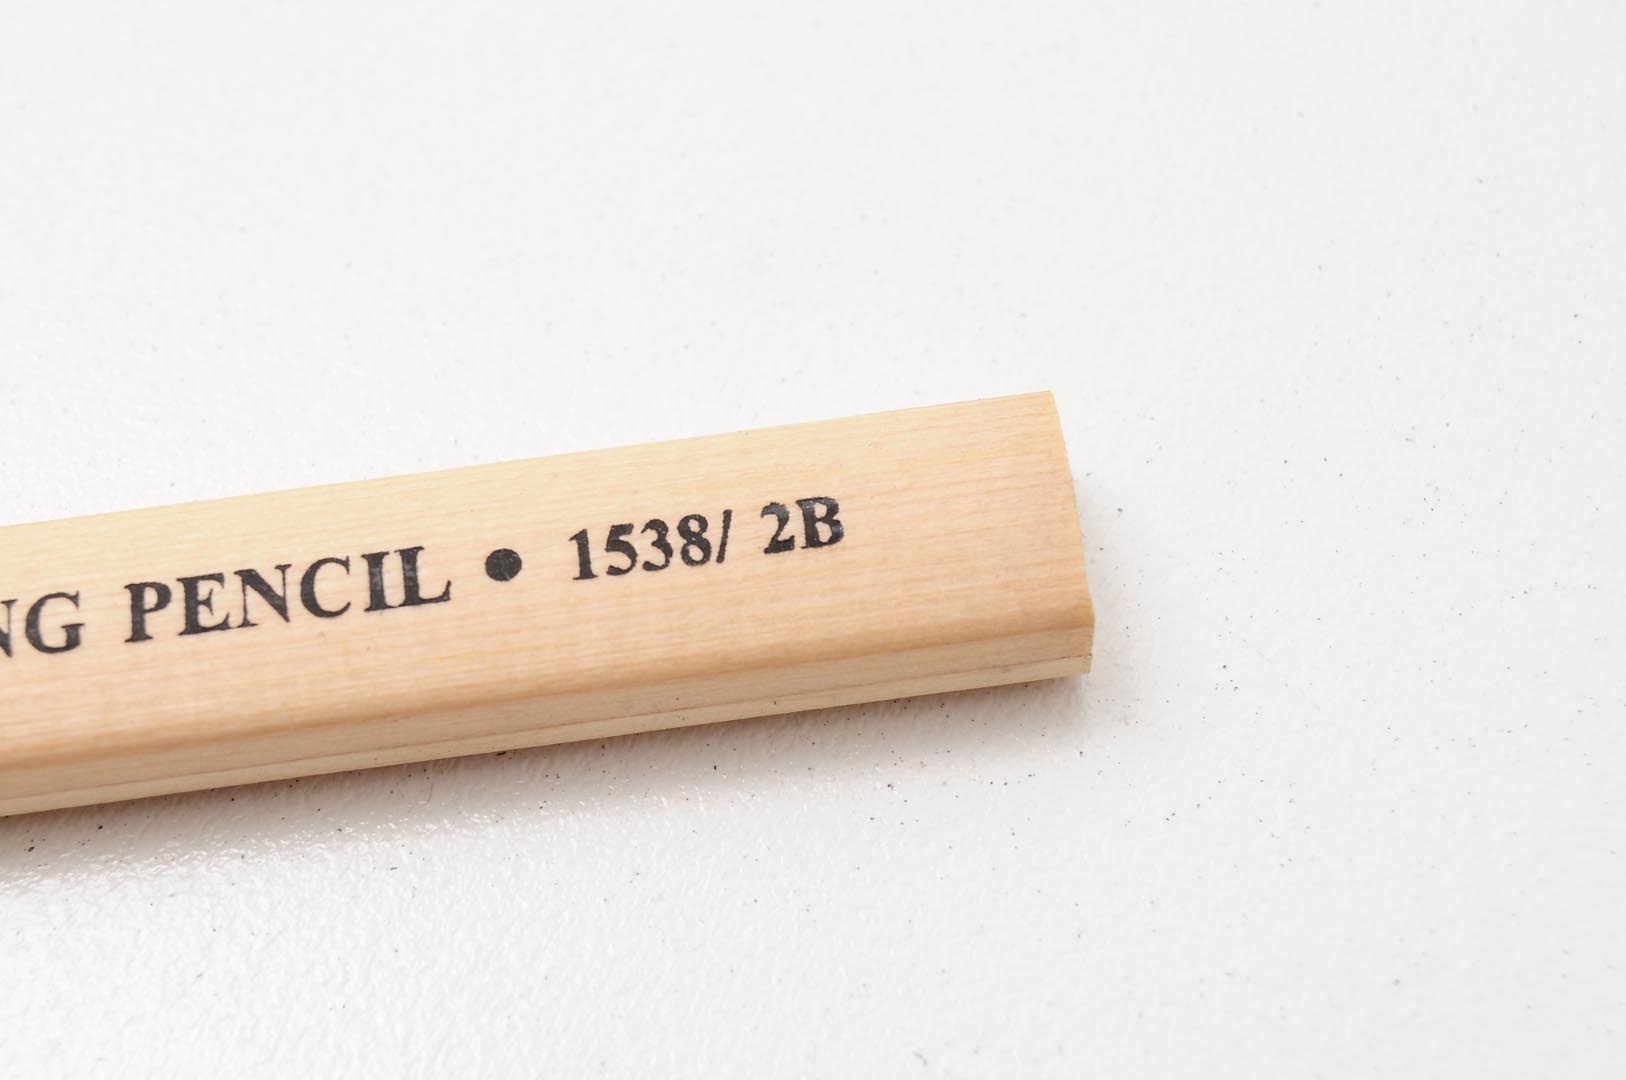 NG PENCIL ● 1538/ 2B